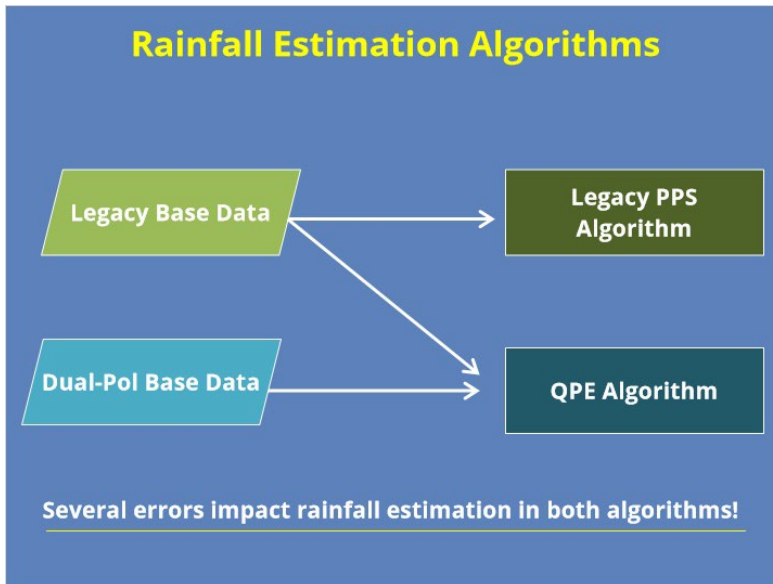 Rainfall Estimation Algorithms
Legacy Base Data
Legacy PPS
Algorithm
Dual-Pol Base Data
QPE Algorithm
Several errors impact rainfall estimation in both algorithms!